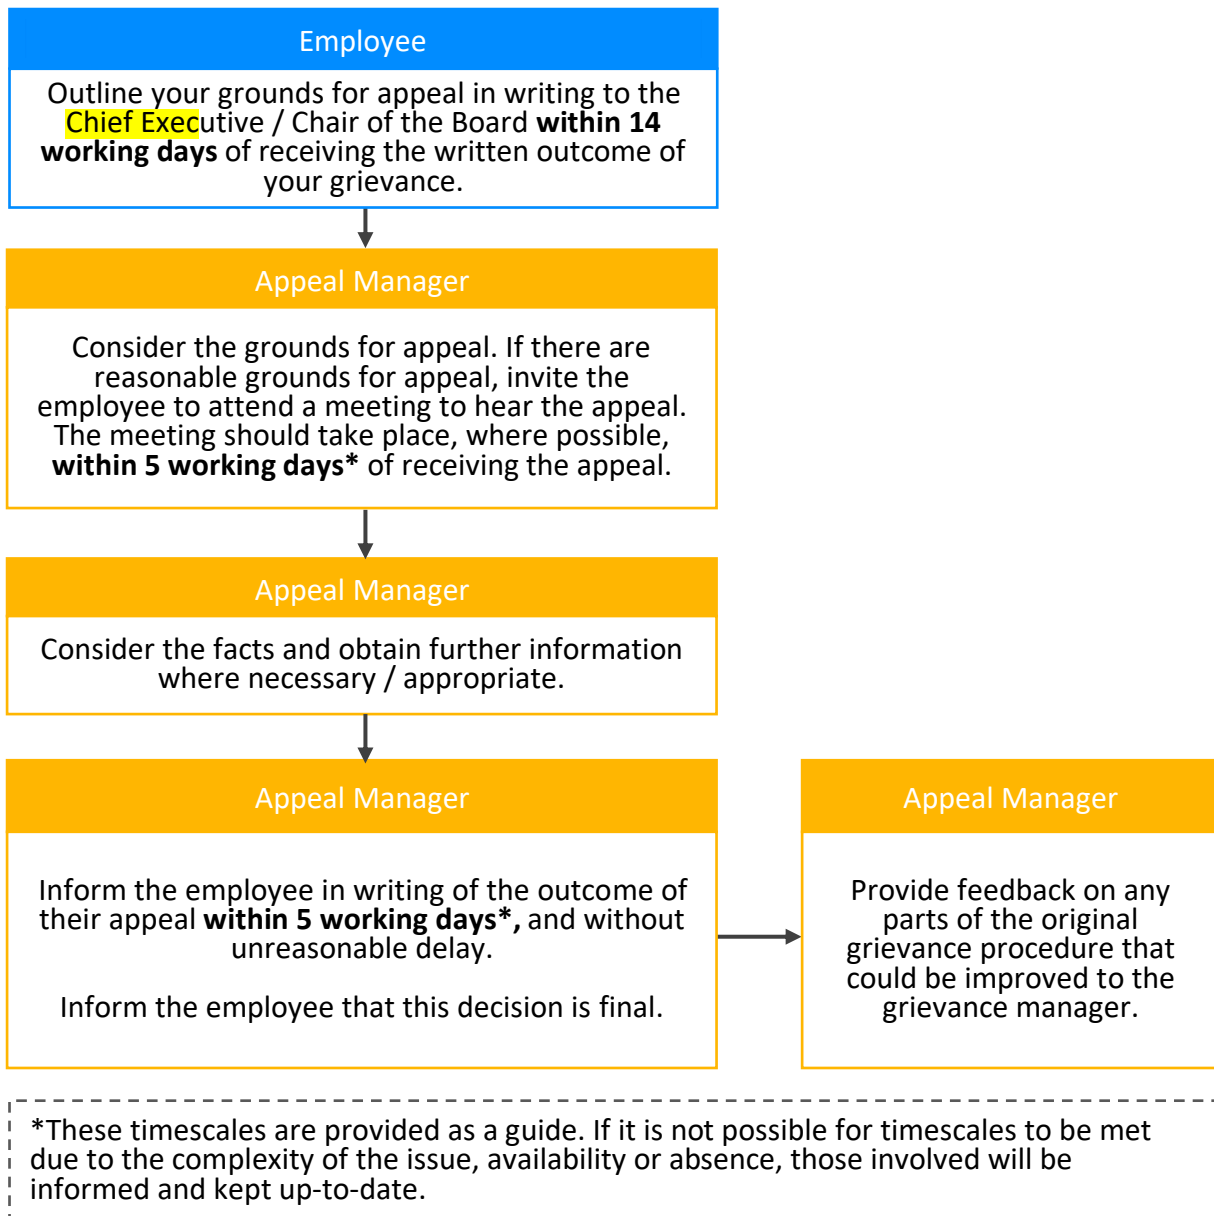 Employee
Outline your grounds for appeal in writing to the
Chief Executive / Chair of the Board within 14
working days of receiving the written outcome of
your grievance.
Appeal Manager
Consider the grounds for appeal. If there are
reasonable grounds for appeal, invite the
employee to attend a meeting to hear the appeal.
The meeting should take place, where possible,
within 5 working days* of receiving the appeal.
Appeal Manager
Consider the facts and obtain further information
where necessary / appropriate.
Appeal Manager
Inform the employee in writing of the outcome of
their appeal within 5 working days*, and without
unreasonable delay.
Inform the employee that this decision is final.
Appeal Manager
Provide feedback on any
parts of the original
grievance procedure that
could be improved to the
grievance manager.
*These timescales are provided as a guide. If it is not possible for timescales to be met
due to the complexity of the issue, availability or absence, those involved will be
informed and kept up-to-date.